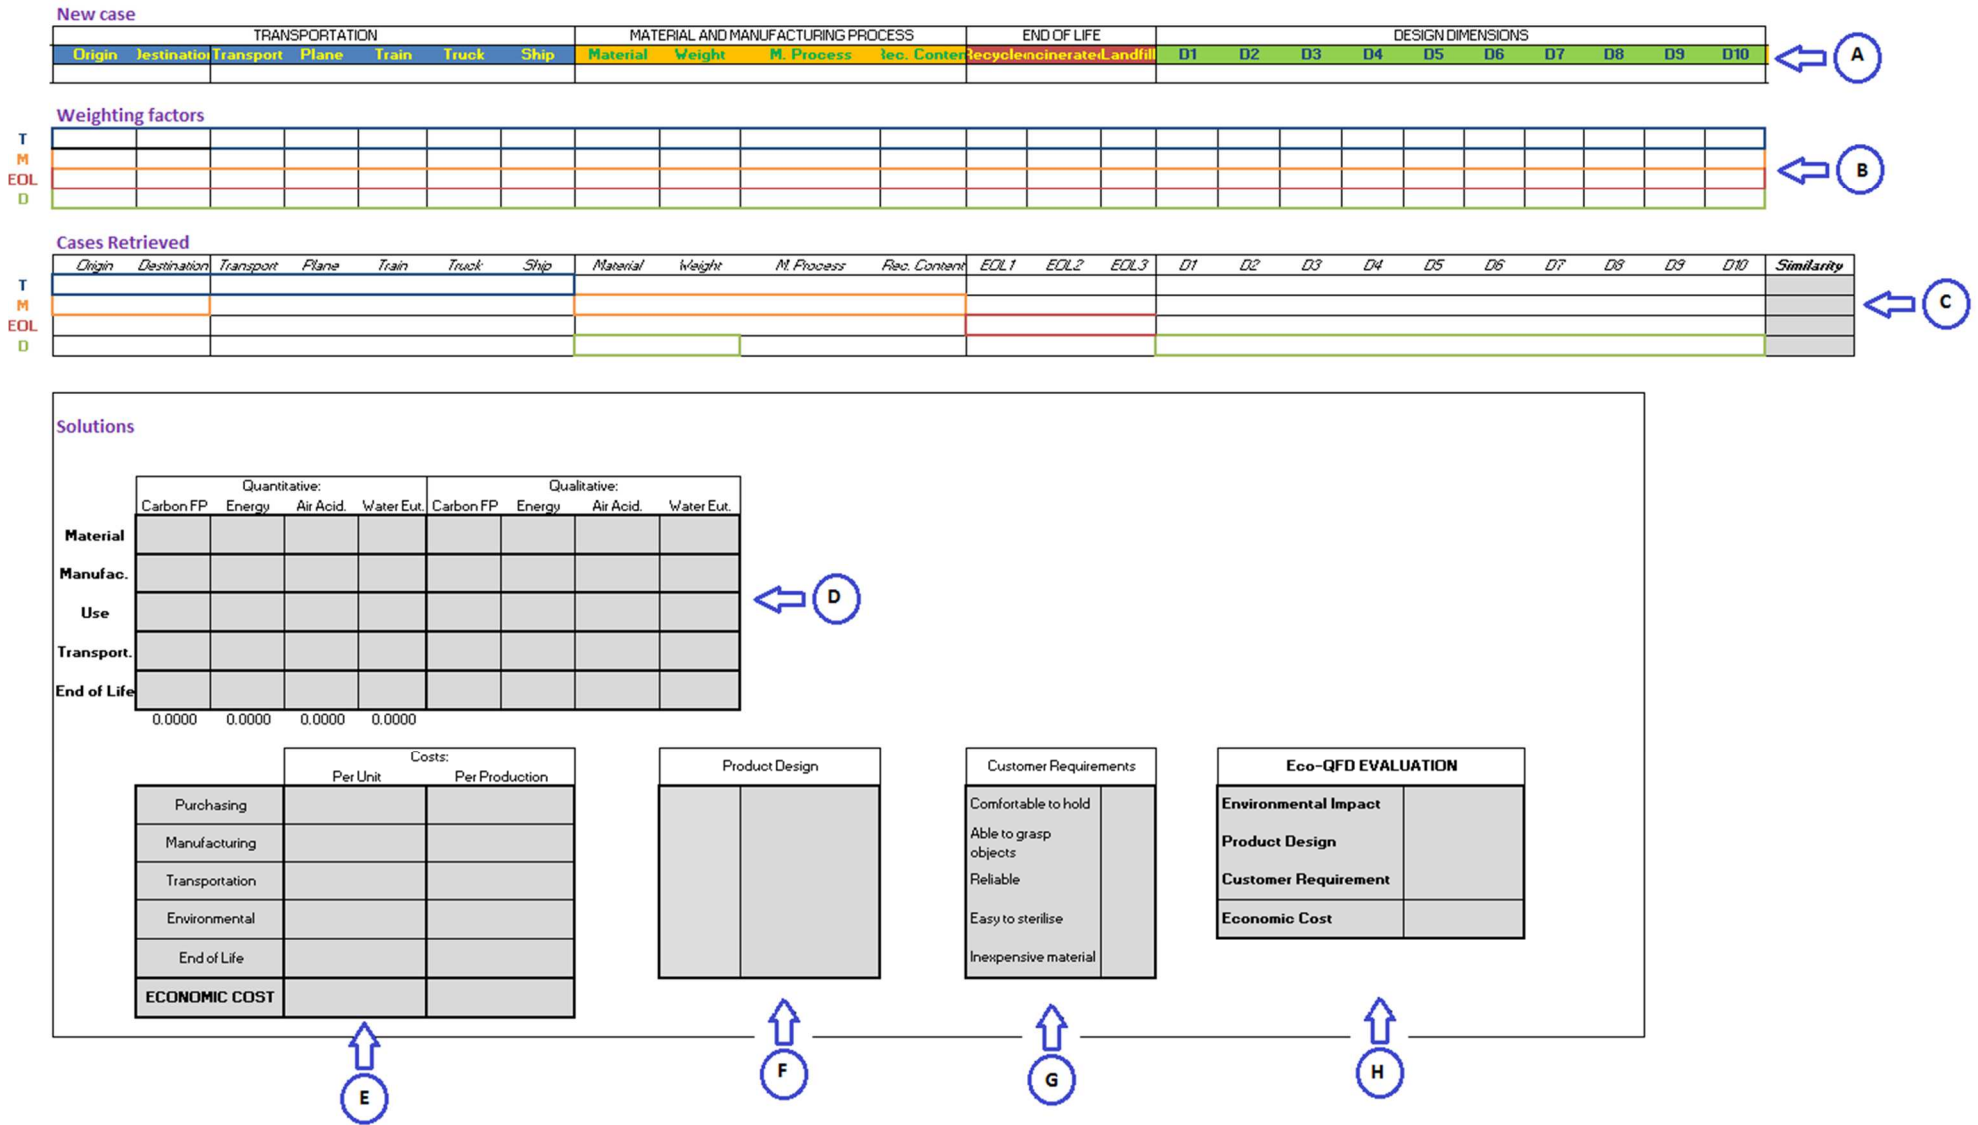 New case
TRANSPORTATION MATERIAL AND MANUFACTURING PROCESS END OF LIFE DESIGN DIMENSIONS
Origin Destination Transport Plane Train Truck Ship Material Weight M. Process Rec. Conten Recycle ncinerate Landfill D1 D2 D3 D4 D5 D6 D7 D8 D9 D10
A
Weighting factors
T
M
EOL
D
B
Cases Retrieved
Origin Destination Transport Plane Train Truck Ship Material Weight M. Process Rec. Content EOL1 EOL2 EOL3 D1 D2 D3 D4 D5 D6 D7 D8 D9 D10 Similarity
T
M
EOL
D
C
Solutions
Quantitative: Qualitative:
Carbon FP Energy Air Acid. Water Eut. Carbon FP Energy Air Acid. Water Eut.
Material
Manufac.
Use
Transport.
End of Life
0.0000 0.0000 0.0000 0.0000
D
Costs:
Per Unit Per Production
Purchasing
Manufacturing
Transportation
Environmental
End of Life
ECONOMIC COST
E
Product Design
F
Customer Requirements
Comfortable to hold
Able to grasp
objects
Reliable
Easy to sterilise
Inexpensive material
G
Eco-QFD EVALUATION
Environmental Impact
Product Design
Customer Requirement
Economic Cost
H